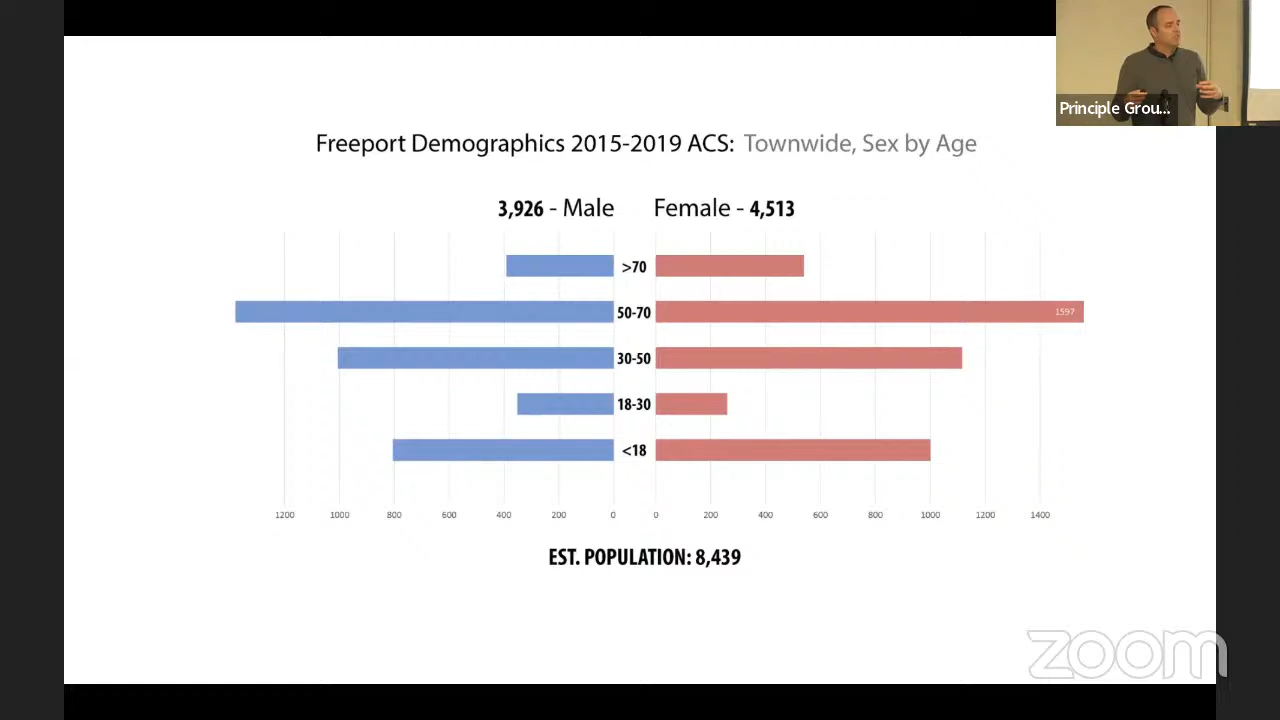 Principle Grou...
Freeport Demographics 2015-2019 ACS: Townwide, Sex by Age
3,926 - Male Female - 4,513
>70
50-70 1597
30-50
18-30
<18
1200 1000 800 600 400 200 0 0 200 400 600 800 1000 1200 1400
EST. POPULATION: 8,439
zoom